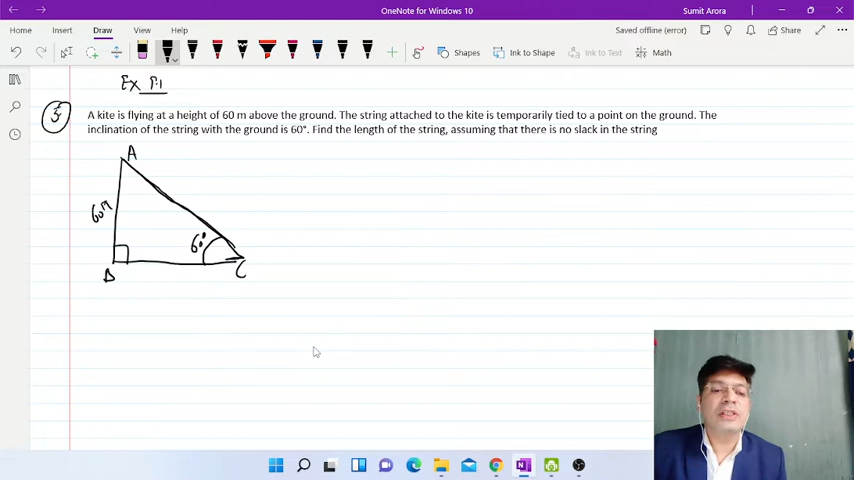 OneNote for Windows 10
Sumit Arora
Home Insert Draw View Help
Saved offline (error) Share
Shapes Ink to Shape Ink to Text Math
Ex
5
A kite is flying at a height of 60 m above the ground. The string attached to the kite is temporarily tied to a point on the ground. The
inclination of the string with the ground is 60°. Find the length of the string, assuming that there is no slack in the string
A
60M
60°
B
C